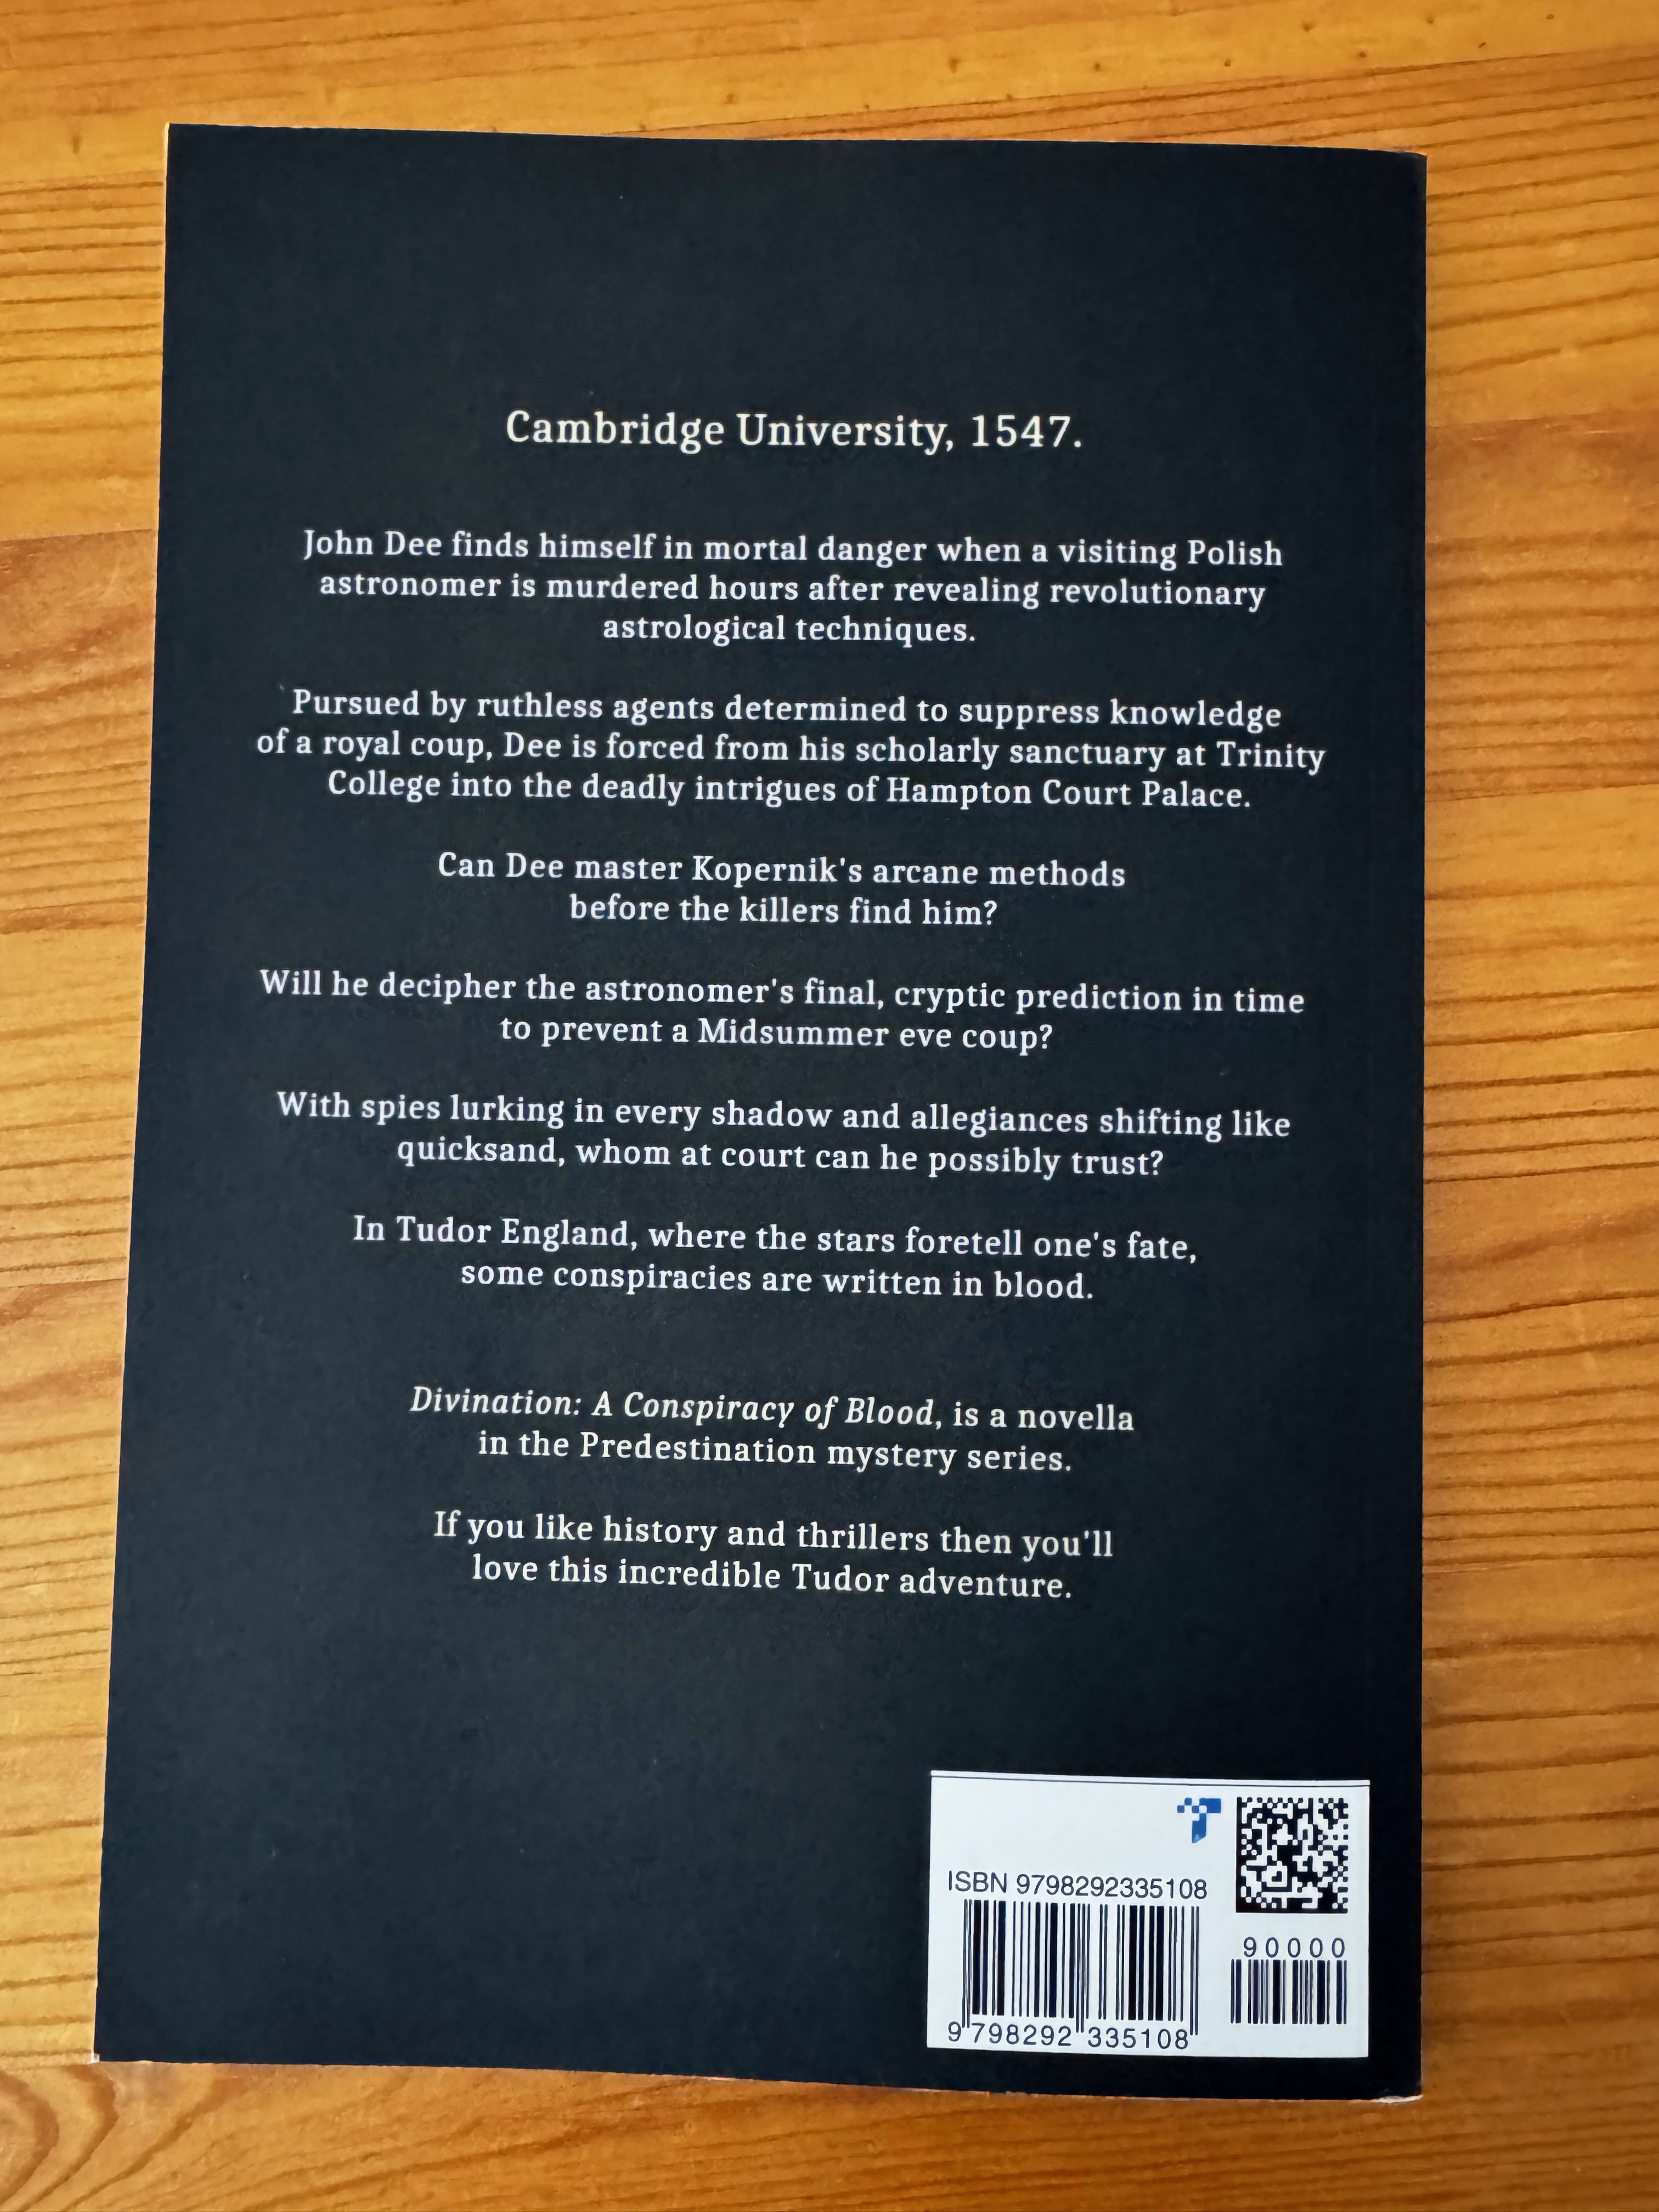 Cambridge University, 1547.
John Dee finds himself in mortal danger when a visiting Polish
astronomer is murdered hours after revealing revolutionary
astrological techniques.
Pursued by ruthless agents determined to suppress knowledge
of a royal coup, Dee is forced from his scholarly sanctuary at Trinity
College into the deadly intrigues of Hampton Court Palace.
Can Dee master Kopernik's arcane methods
before the killers find him?
Will he decipher the astronomer's final, cryptic prediction in time
to prevent a Midsummer eve coup?
With spies lurking in every shadow and allegiances shifting like
quicksand, whom at court can he possibly trust?
In Tudor England, where the stars foretell one's fate,
some conspiracies are written in blood.
Divination: A Conspiracy of Blood, is a novella
in the Predestination mystery series.
If you like history and thrillers then you'll
love this incredible Tudor adventure.
ISBN 9798292335108
90000
9 798292 335108